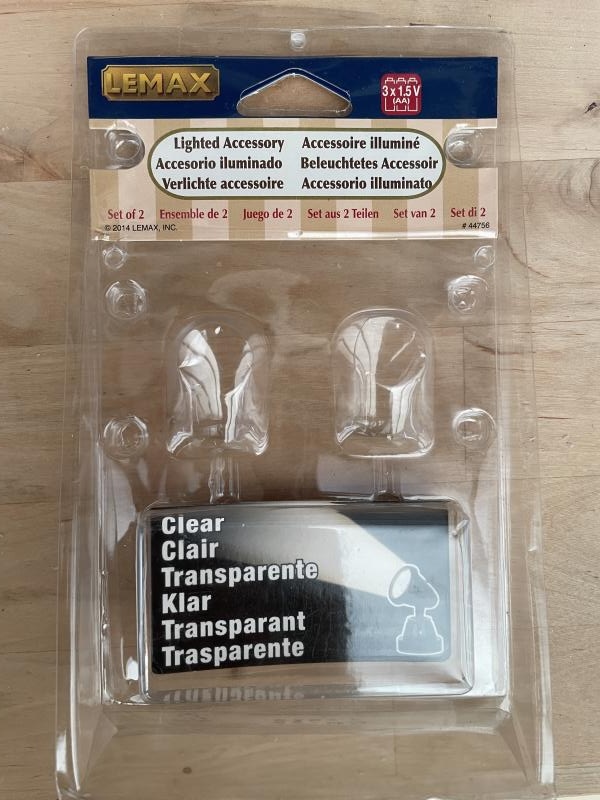 LEMAX
3 x 1.5 V
(AA)
Lighted Accessory Accessoire illuminé
Accesorio iluminado Beleuchtetes Accessoir
Verlichte accessoire Accessorio illuminato
Set of 2 Ensemble de 2 Juego de 2 Set aus 2 Teilen Set van 2 Set di 2
© 2014 LEMAX, INC. # 44756
Clear
Clair
Transparente
Klar
Transparant
Trasparente